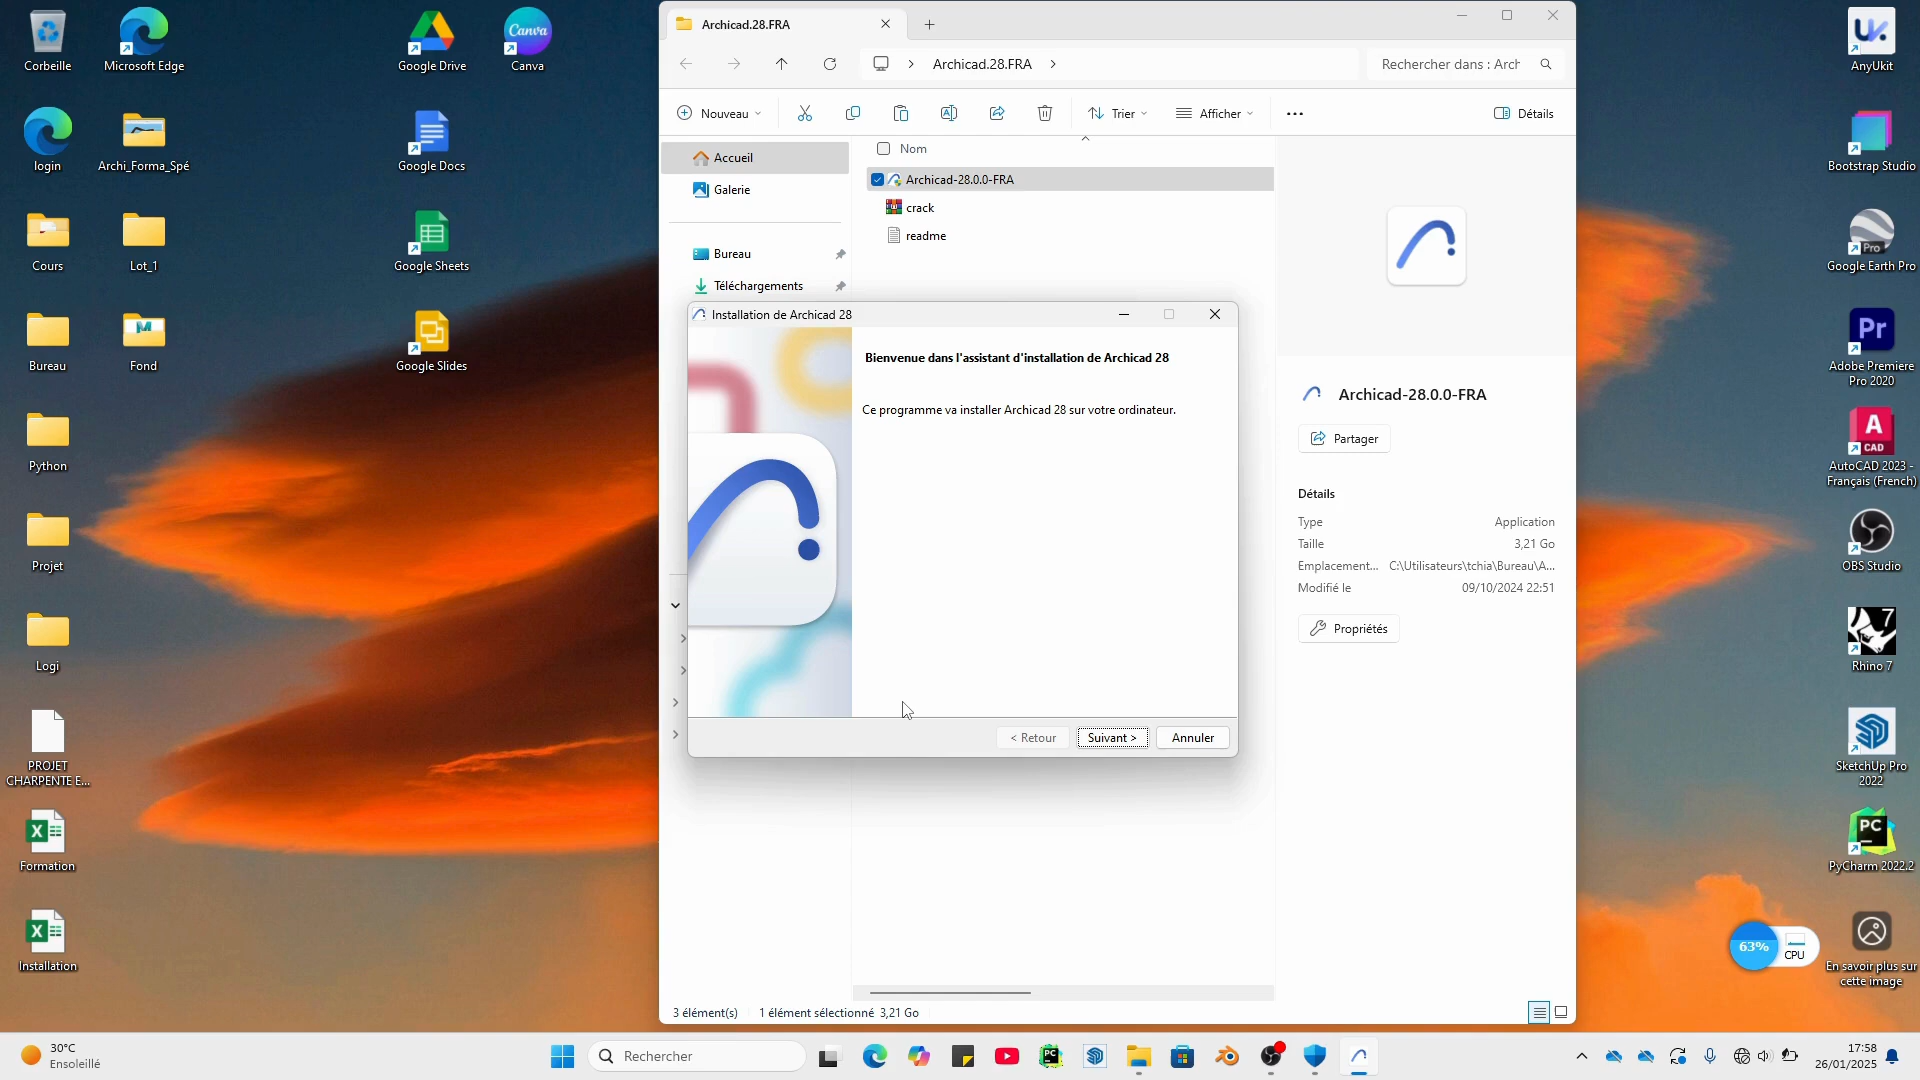 Corbeille
Microsoft Edge
Google Drive
Canva
Canva
login
Archi_Forma_Spé
Google Docs
Cours
Lot_1
Google Sheets
Bureau
Fond
Google Slides
Python
Projet
Logi
PROJET
CHARPENTE E...
Formation
Installation
Archicad.28.FRA
Archicad.28.FRA
Rechercher dans : Arch
Nouveau
Trier
Afficher
Détails
Accueil
Galerie
Bureau
Téléchargements
Nom
Archicad-28.0.0-FRA
crack
readme
Installation de Archicad 28
Bienvenue dans l'assistant d'installation de Archicad 28
Ce programme va installer Archicad 28 sur votre ordinateur.
< Retour
Suivant >
Annuler
Archicad-28.0.0-FRA
Partager
Détails
Type Application
Taille 3,21 Go
Emplacement... C:\Utilisateurs\tchia\Bureau\A...
Modifié le 09/10/2024 22:51
Propriétés
3 élément(s) 1 élément sélectionné 3,21 Go
AnyUkit
Bootstrap Studio
Pro
Google Earth Pro
Pr
Adobe Premiere
Pro 2020
A
CAD
AutoCAD 2023 -
Français (French)
OBS Studio
7
Rhino 7
SketchUp Pro
2022
PC
PyCharm 2022.2
63%
CPU
En savoir plus sur
cette image
30°C
Ensoleillé
Rechercher
PC
17:58
26/01/2025